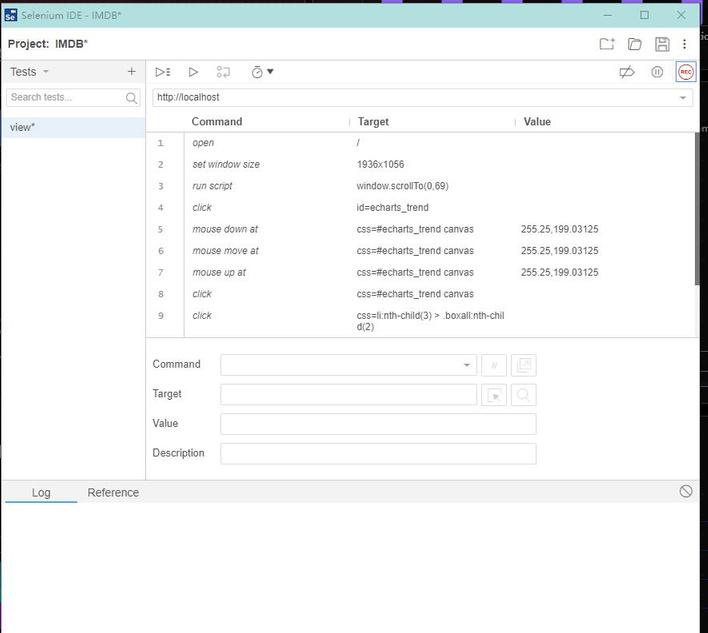 Selenium IDE - IMDB*
Project: IMDB*
Tests
Search tests...
view*
REC
http://localhost
Command Target Value
1 open /
2 set window size 1936x1056
3 run script window.scrollTo(0,69)
4 click id=echarts_trend
5 mouse down at css=#echarts_trend canvas 255.25,199.03125
6 mouse move at css=#echarts_trend canvas 255.25,199.03125
7 mouse up at css=#echarts_trend canvas 255.25,199.03125
8 click css=#echarts_trend canvas
9 click css=li:nth-child(3) > .boxall:nth-chil
d(2)
Command
//
Target
Value
Description
Log Reference